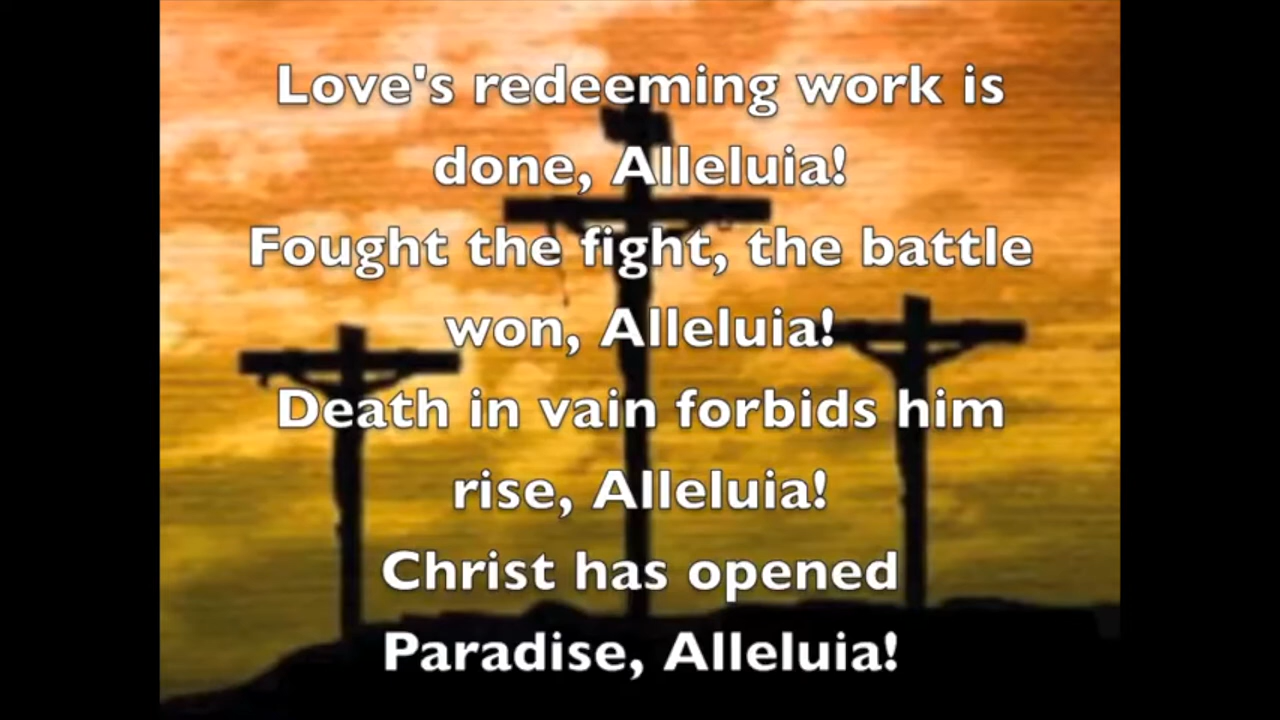 Love's redeeming work is
done, Alleluia!
Fought the fight, the battle
won, Alleluia!
Death in vain forbids him
rise, Alleluia!
Christ has opened
Paradise, Alleluia!